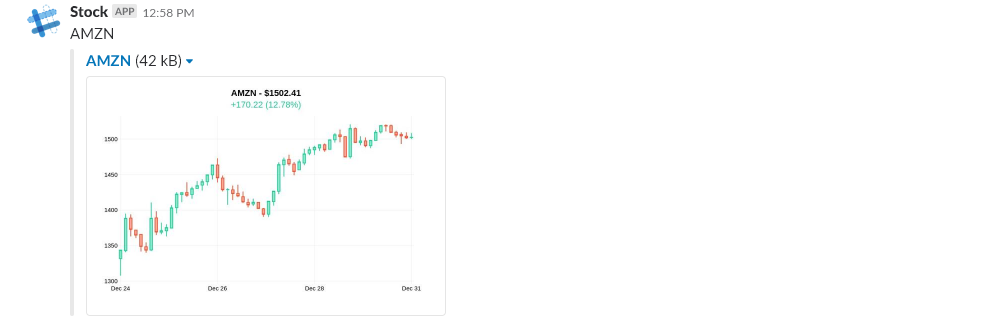 Stock APP 12:58 PM
AMZN
AMZN (42 kB)
AMZN - $1502.41
+170.22 (12.78%)
1500
1450
1400
1350
1300
Dec 24 Dec 26 Dec 28 Dec 31